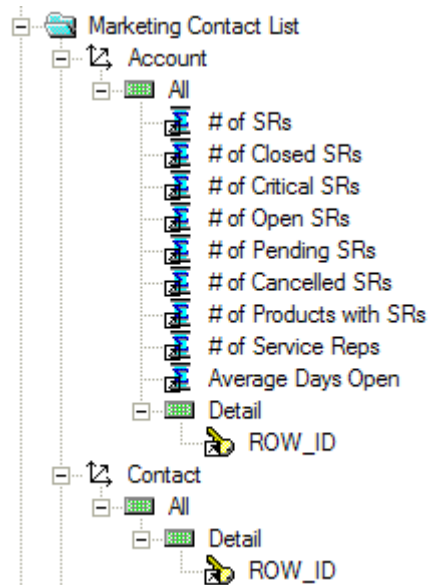 Marketing Contact List
Account
All
# of SRs
# of Closed SRs
# of Critical SRs
# of Open SRs
# of Pending SRs
# of Cancelled SRs
# of Products with SRs
# of Service Reps
Average Days Open
Detail
ROW_ID
Contact
All
Detail
ROW_ID